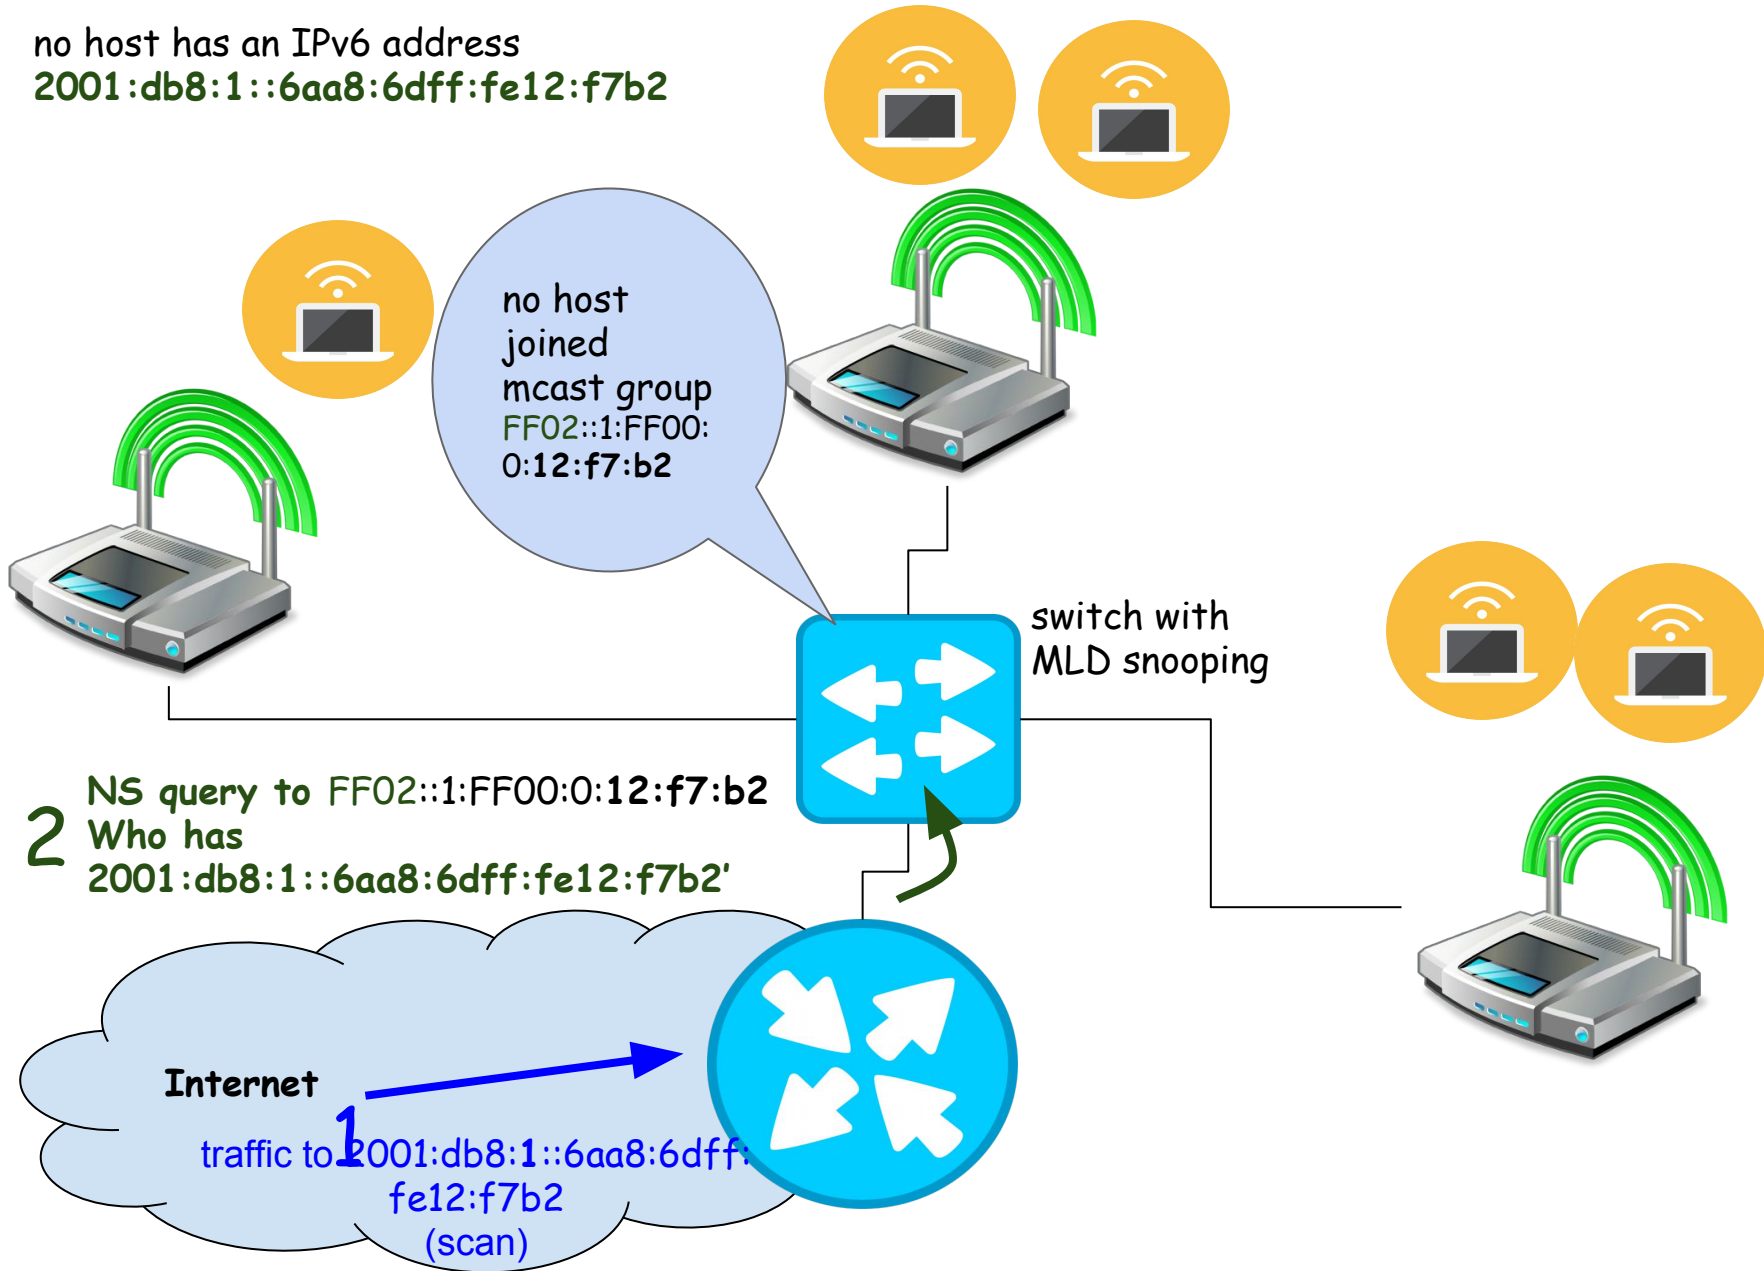 no host has an IPv6 address
2001:db8:1::6aa8:6dff:fe12:f7b2
no host
joined
mcast group
FF02::1:FF00:
0:12:f7:b2
switch with
MLD snooping
2
NS query to FF02::1:FF00:0:12:f7:b2
Who has
2001:db8:1::6aa8:6dff:fe12:f7b2'
Internet
1
traffic to 2001:db8:1::6aa8:6dff:
fe12:f7b2
(scan)